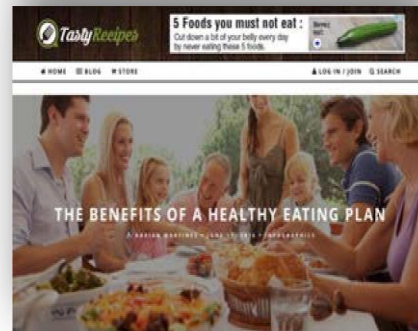 TastyRecipes
5 Foods you must not eat :
Cut down a bit of your belly every day
by never eating these 5 foods.
HOME BLOG STORE
LOG IN / JOIN SEARCH
THE BENEFITS OF A HEALTHY EATING PLAN